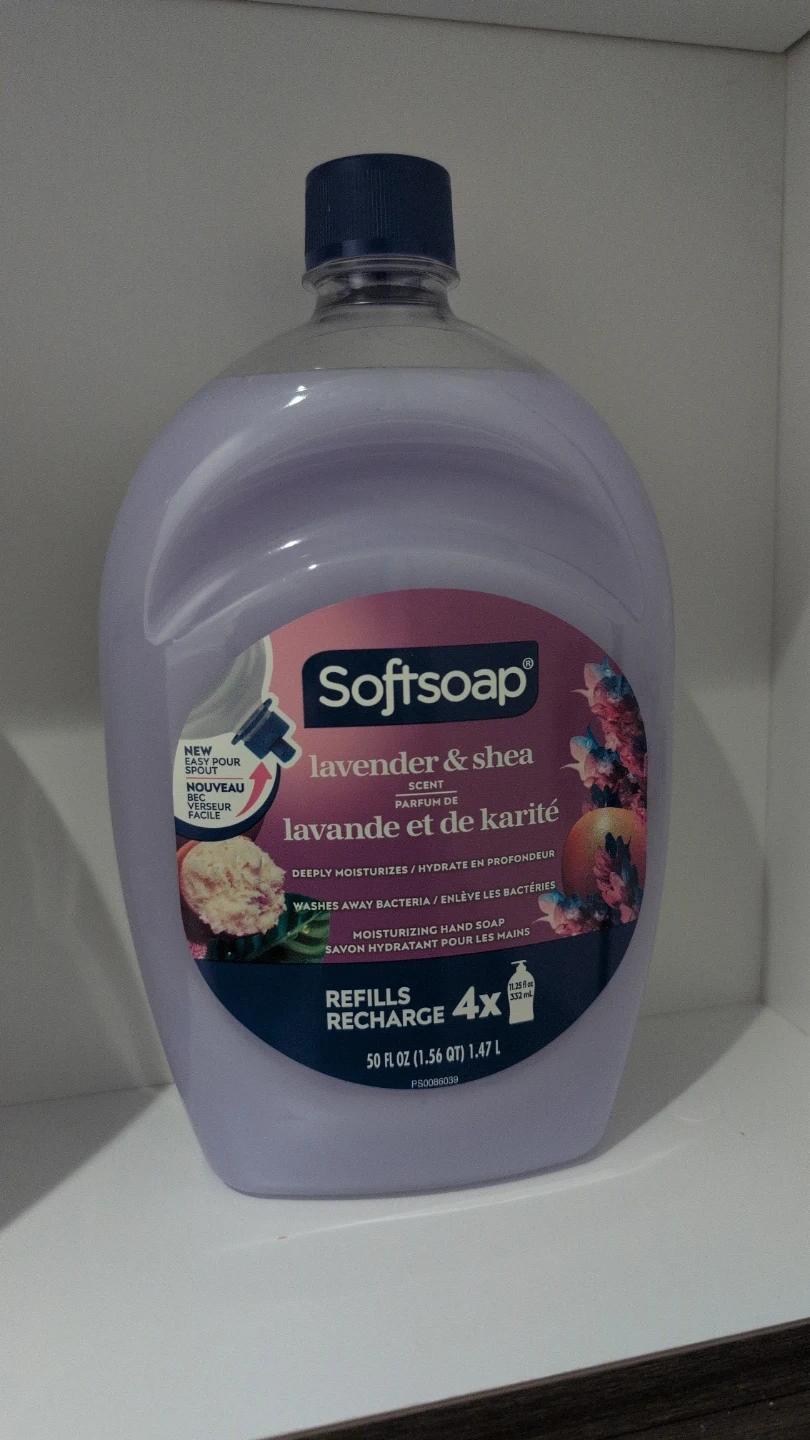 Softsoap®
lavender & shea
SCENT
PARFUM DE
lavande et de karité
NEW
EASY POUR
SPOUT
NOUVEAU
BEC
VERSEUR
FACILE
DEEPLY MOISTURIZES / HYDRATE EN PROFONDEUR
WASHES AWAY BACTERIA / ENLÈVE LES BACTÉRIES
MOISTURIZING HAND SOAP
SAVON HYDRATANT POUR LES MAINS
REFILLS
RECHARGE
4x
11.25 fl oz
332 mL
50 FL OZ (1.56 QT) 1.47 L
PS0086039